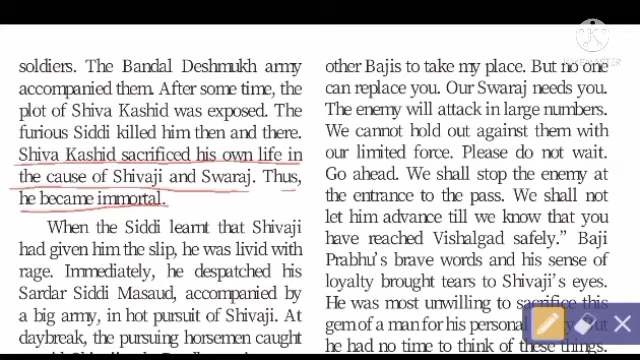 soldiers. The Bandal Deshmukh army
accompanied them. After some time, the
plot of Shiva Kashid was exposed. The
furious Siddi killed him then and there.
Shiva Kashid sacrificed his own life in
the cause of Shivaji and Swaraj. Thus,
he became immortal.
When the Siddi learnt that Shivaji
had given him the slip, he was livid with
rage. Immediately, he despatched his
Sardar Siddi Masaud, accompanied by
a big army, in hot pursuit of Shivaji. At
daybreak, the pursuing horsemen caught
other Bajis to take my place. But no one
can replace you. Our Swaraj needs you.
The enemy will attack in large numbers.
We cannot hold out against them with
our limited force. Please do not wait.
Go ahead. We shall stop the enemy at
the entrance to the pass. We shall not
let him advance till we know that you
have reached Vishalgad safely.” Baji
Prabhu's brave words and his sense of
loyalty brought tears to Shivaji's eyes.
He was most unwilling to sacrifice this
gem of a man for his personal
he had no time to think of these things.
KINEMASTER